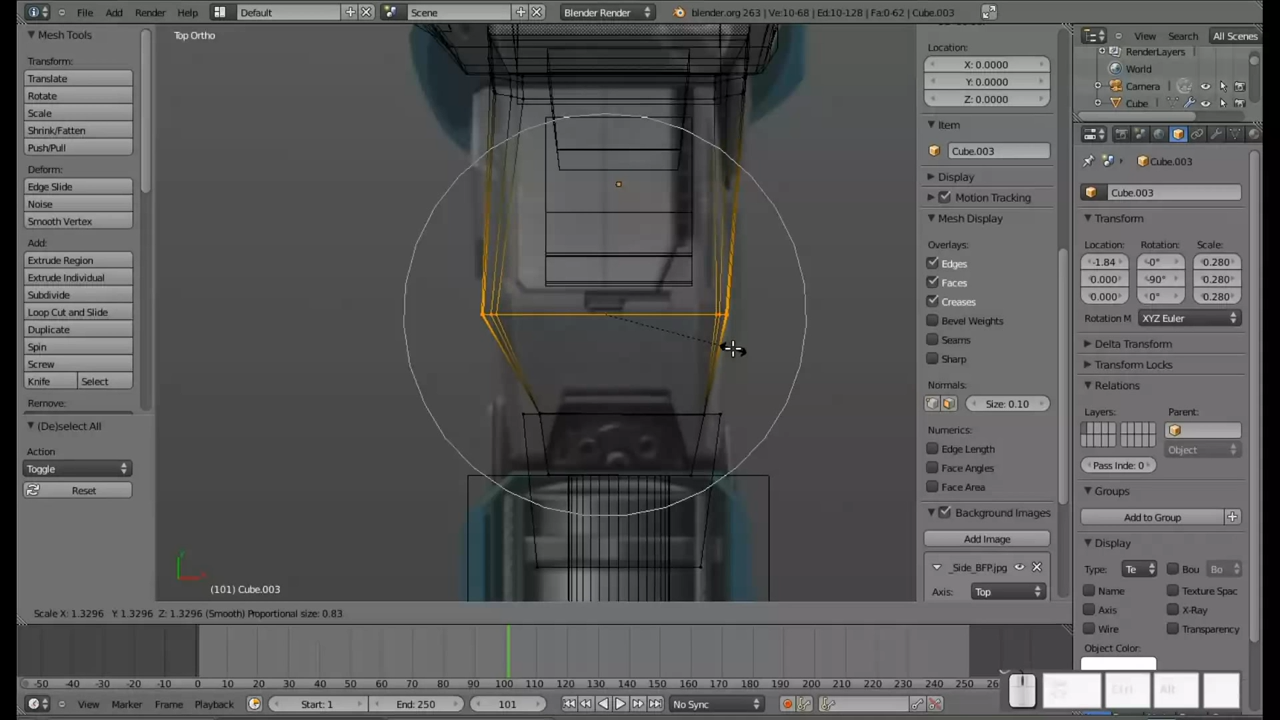 File Add Render Help Default Scene Blender Render blender.org 263 | Ve:10-68 | Ed:10-128 | Fa:0-62 | Cube.003
Mesh Tools
Transform:
Translate
Rotate
Scale
Shrink/Fatten
Push/Pull
Deform:
Edge Slide
Noise
Smooth Vertex
Add:
Extrude Region
Extrude Individual
Subdivide
Loop Cut and Slide
Duplicate
Spin
Screw
Knife Select
Remove:
(De)select All
Action
Toggle
Reset
Top Ortho
(101) Cube.003
Scale X: 1.3296 Y: 1.3296 Z: 1.3296 (Smooth) Proportional size: 0.83
Location:
X: 0.0000
Y: 0.0000
Z: 0.0000
Item
Cube.003
Display
Motion Tracking
Mesh Display
Overlays:
Edges
Faces
Creases
Bevel Weights
Seams
Sharp
Normals:
Size: 0.10
Numerics:
Edge Length
Face Angles
Face Area
Background Images
Add Image
_Side_BFP.jpg
Axis: Top
View Search All Scenes
RenderLayers
World
Camera
Cube
Cube.003
Cube.003
Transform
Location: Rotation: Scale:
-1.84 -0° 0.280
0.000 -90° 0.280
0.000 0° 0.280
Rotation M XYZ Euler
Delta Transform
Transform Locks
Relations
Layers: Parent:
Object
Pass Inde: 0
Groups
Add to Group
Display
Type: Te Bou Bo
Name Texture Spac
Axis X-Ray
Wire Transparency
Object Color:
Ctrl Alt
-50 -40 -30 -20 -10 0 10 20 30 40 50 60 70 80 90 100 110 120 130 140 150 160 170 180 190 200 210 220 230 240 250
View Marker Frame Playback Start: 1 End: 250 101 No Sync